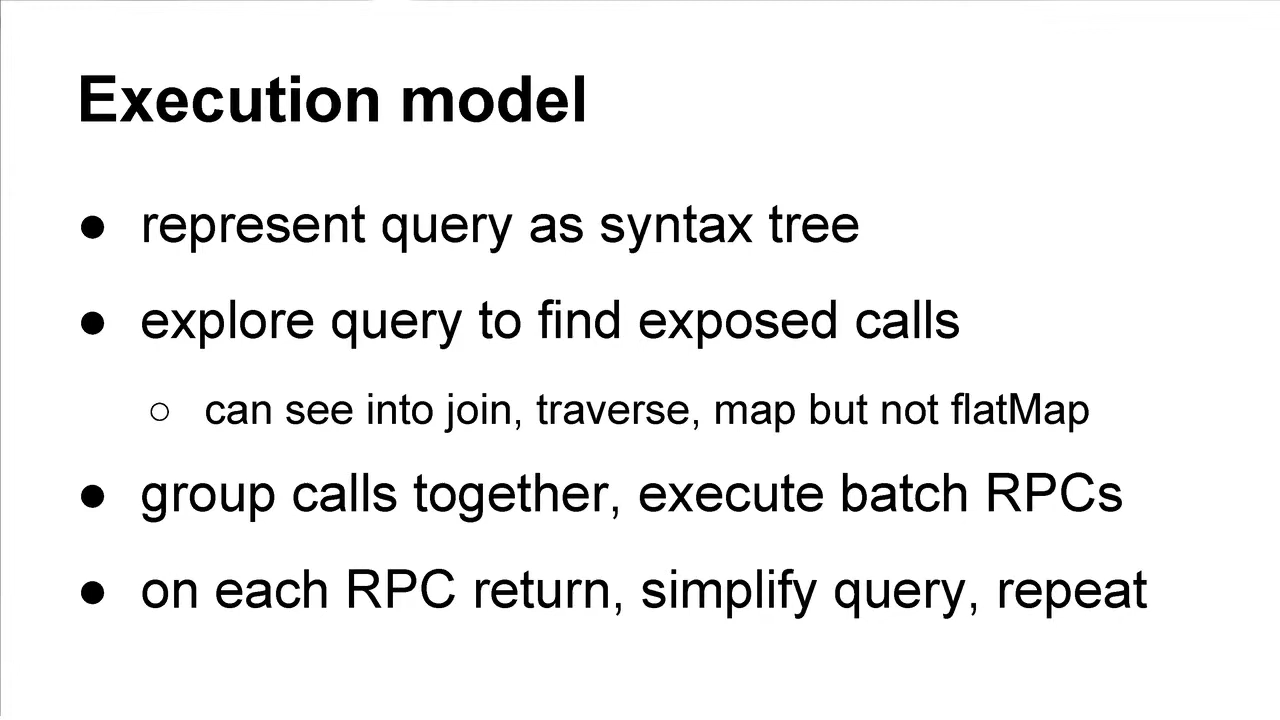 Execution model
● represent query as syntax tree
● explore query to find exposed calls
○ can see into join, traverse, map but not flatMap
● group calls together, execute batch RPCs
● on each RPC return, simplify query, repeat